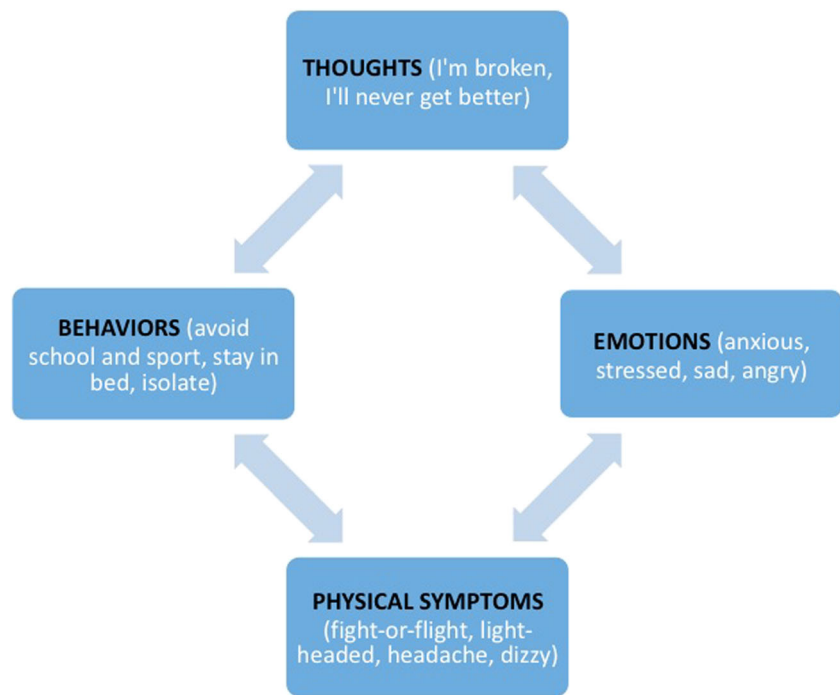 THOUGHTS (I'm broken,
I'll never get better)
BEHAVIORS (avoid
school and sport, stay in
bed, isolate)
EMOTIONS (anxious,
stressed, sad, angry)
PHYSICAL SYMPTOMS
(fight-or-flight, light-
headed, headache, dizzy)